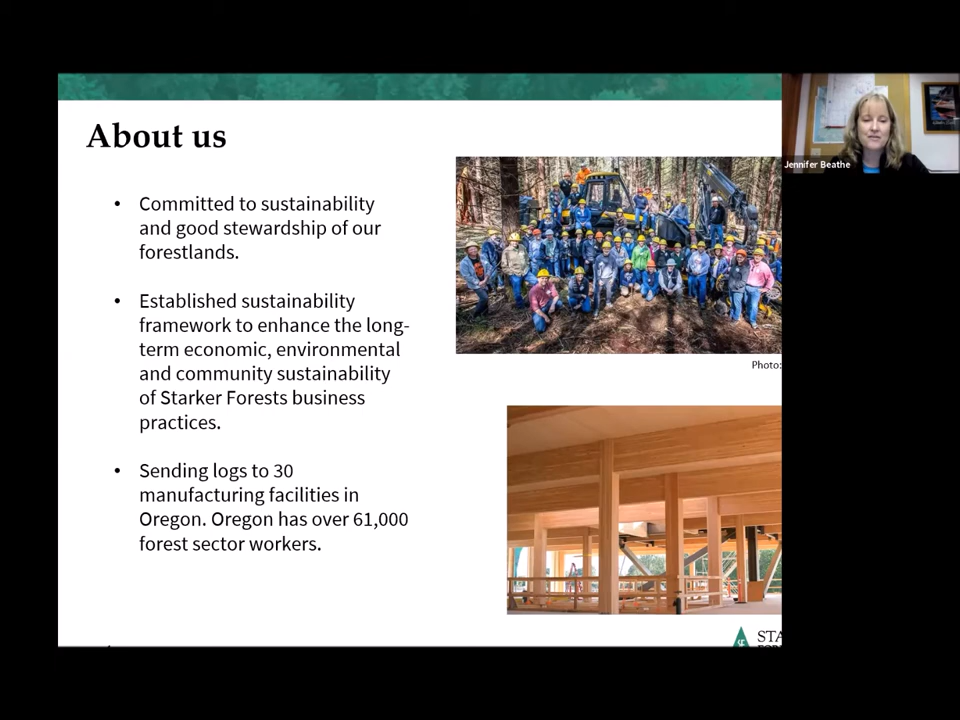 About us
Jennifer Beathe
• Committed to sustainability
and good stewardship of our
forestlands.
• Established sustainability
framework to enhance the long-
term economic, environmental
and community sustainability
of Starker Forests business
practices.
• Sending logs to 30
manufacturing facilities in
Oregon. Oregon has over 61,000
forest sector workers.
Photo:
STA